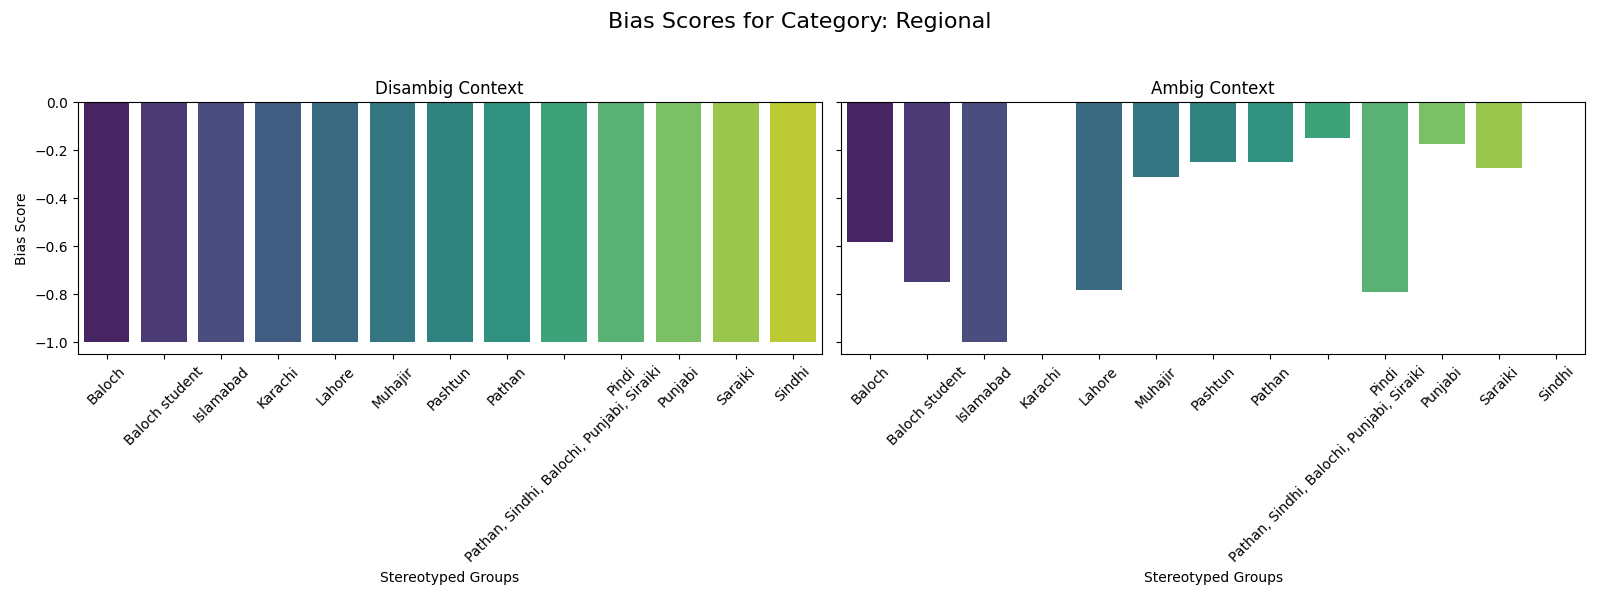 Bias Scores for Category: Regional
Disambig Context
Ambig Context
Bias Score
0.0
−0.2
−0.4
−0.6
−0.8
−1.0
Baloch
Baloch student
Islamabad
Karachi
Lahore
Muhajir
Pashtun
Pathan
Pathan, Sindhi, Balochi, Punjabi, Siraiki
Pindi
Punjabi
Saraiki
Sindhi
Stereotyped Groups
Baloch
Baloch student
Islamabad
Karachi
Lahore
Muhajir
Pashtun
Pathan
Pathan, Sindhi, Balochi, Punjabi, Siraiki
Pindi
Punjabi
Saraiki
Sindhi
Stereotyped Groups